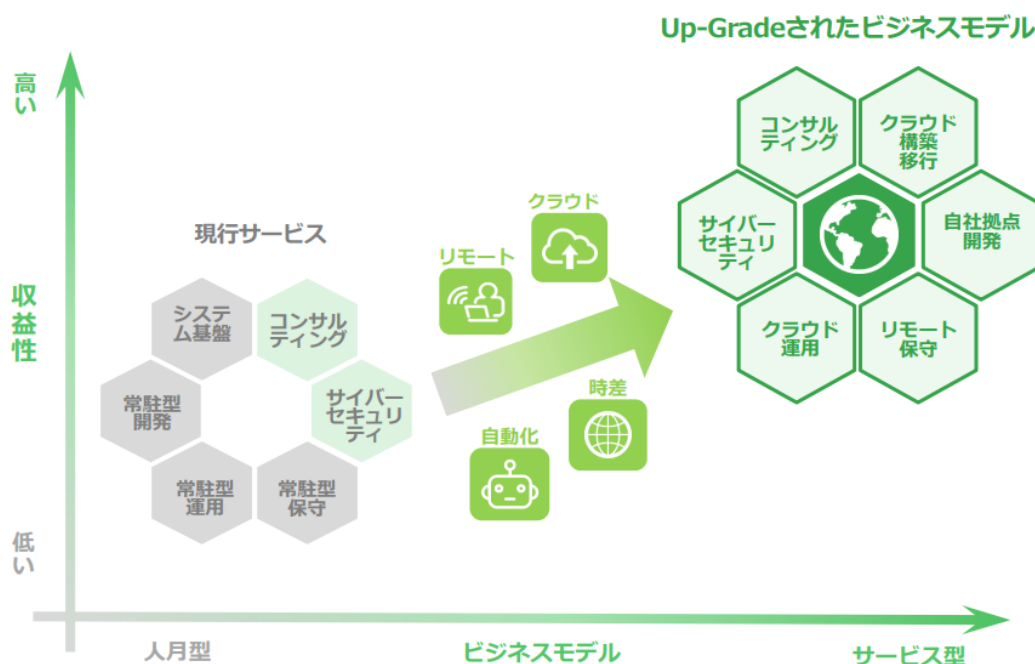 Up-Gradeされたビジネスモデル
高い
収益性
低い
現行サービス
システ
ム基盤
コンサル
ティング
常駐型
開発
サイバー
セキュリ
ティ
常駐型
運用
常駐型
保守
クラウド
リモート
時差
自動化
コンサル
ティング
クラウド
構築
移行
サイバー
セキュリ
ティ
自社拠点
開発
クラウド
運用
リモート
保守
人月型
ビジネスモデル
サービス型